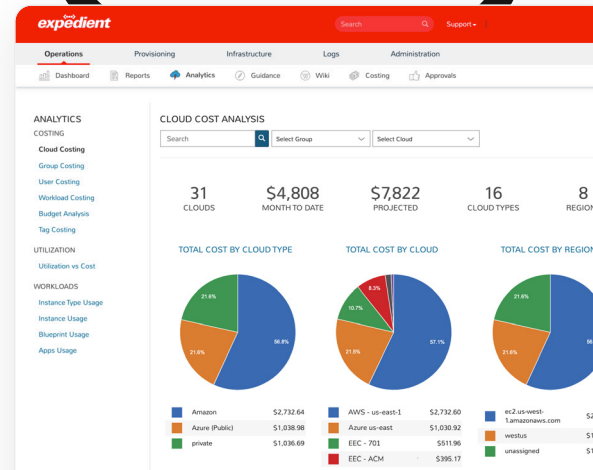 expedient
Search
Support
Operations Provisioning Infrastructure Logs Administration
Dashboard Reports Analytics Guidance Wiki Costing Approvals
ANALYTICS
COSTING
Cloud Costing
Group Costing
User Costing
Workload Costing
Budget Analysis
Tag Costing
UTILIZATION
Utilization vs Cost
WORKLOADS
Instance Type Usage
Instance Usage
Blueprint Usage
Apps Usage
CLOUD COST ANALYSIS
Search Select Group Select Cloud
31 $4,808 $7,822 16 8
CLOUDS MONTH TO DATE PROJECTED CLOUD TYPES REGION
TOTAL COST BY CLOUD TYPE
21.6%
21.6%
56.8%
Amazon $2,732.64
Azure (Public) $1,038.98
private $1,036.69
TOTAL COST BY CLOUD
8.3%
10.7%
21.5%
57.1%
AWS - us-east-1 $2,732.60
Azure us-east $1,030.92
EEC - 701 $511.96
EEC - ACM $395.17
TOTAL COST BY REGION
21.6%
21.5%
56
ec2.us-west-
1.amazonaws.com $2
westus $1
unassigned $1